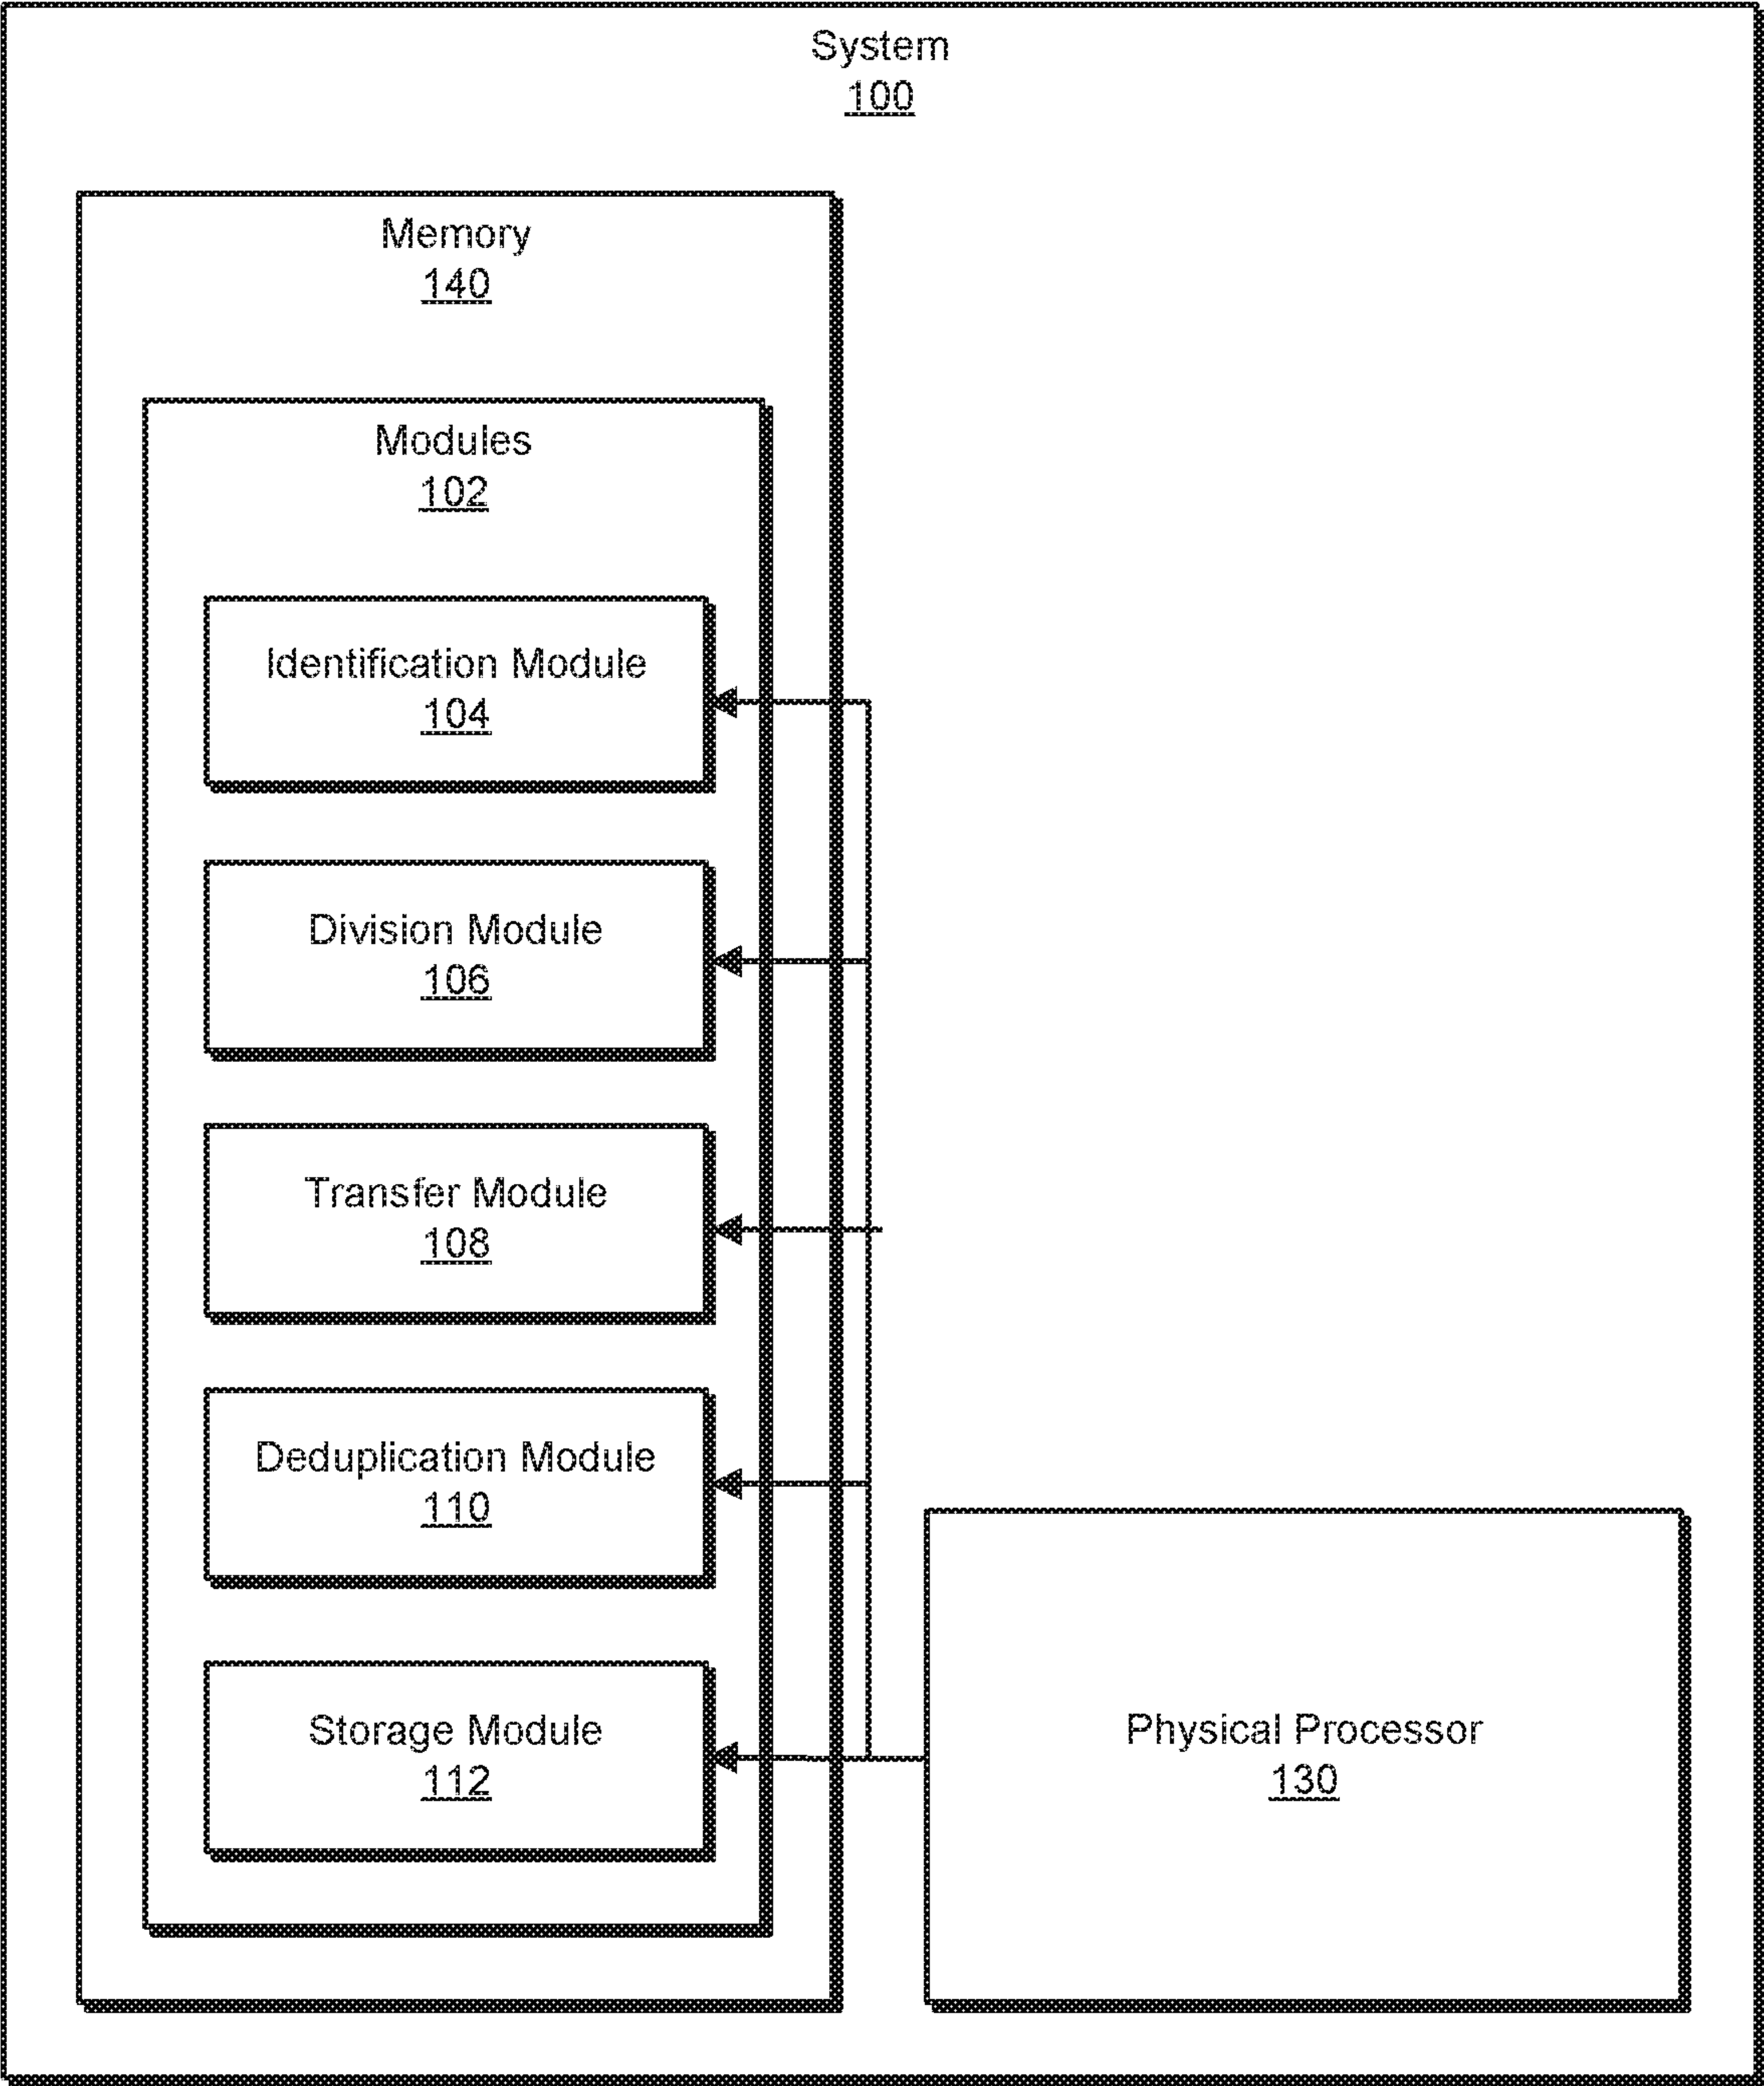 System
100
Memory
140
Modules
102
Identification Module
104
Division Module
106
Transfer Module
108
Deduplication Module
110
Storage Module
112
Physical Processor
130